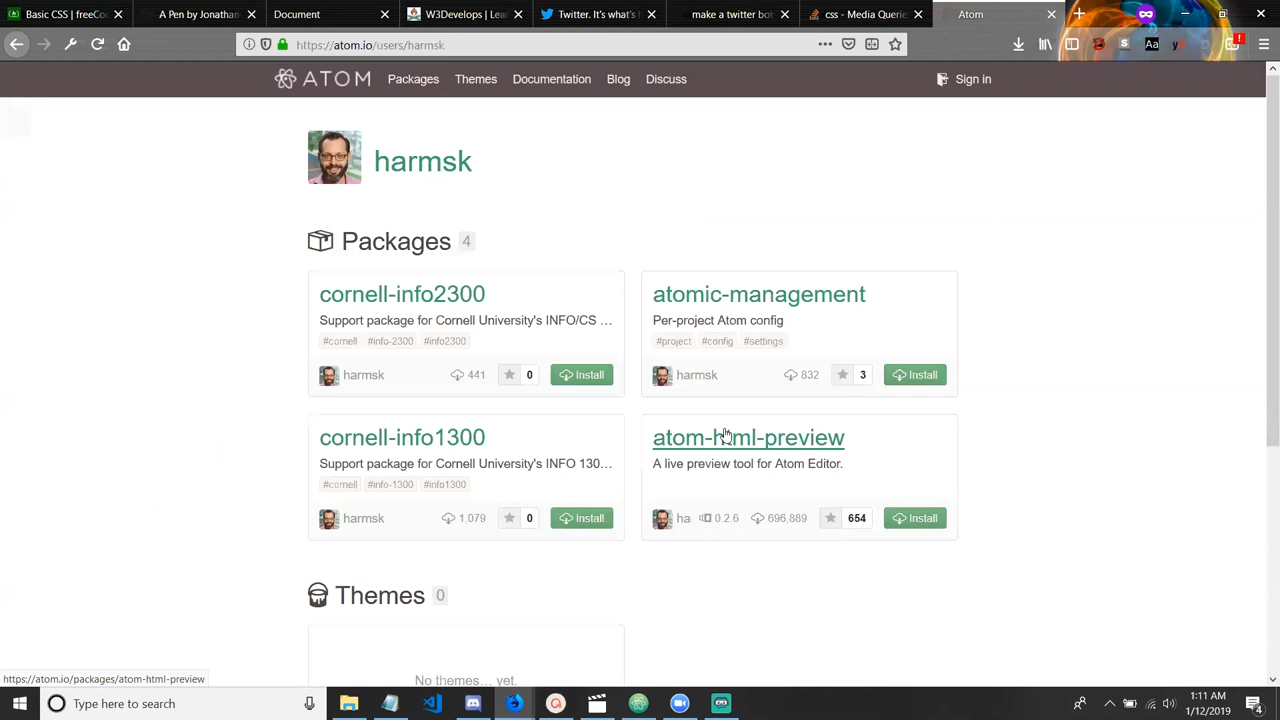 Basic CSS | freeCo
A Pen by Jonatha
Document
W3Develops | Lea
Twitter. It's what's
make a twitter bot
css - Media Querie
Atom
https://atom.io/users/harmsk
ATOM
Packages
Themes
Documentation
Blog
Discuss
Sign in
harmsk
Packages 4
cornell-info2300
Support package for Cornell University's INFO/CS ...
#cornell #info-2300 #info2300
harmsk 441 0 Install
atomic-management
Per-project Atom config
#project #config #settings
harmsk 832 3 Install
cornell-info1300
Support package for Cornell University's INFO 130...
#cornell #info-1300 #info1300
harmsk 1,079 0 Install
atom-html-preview
A live preview tool for Atom Editor.
ha 0.2.6 696,889 654 Install
Themes 0
No themes... yet.
https://atom.io/packages/atom-html-preview
Type here to search
1:11 AM
1/12/2019
4